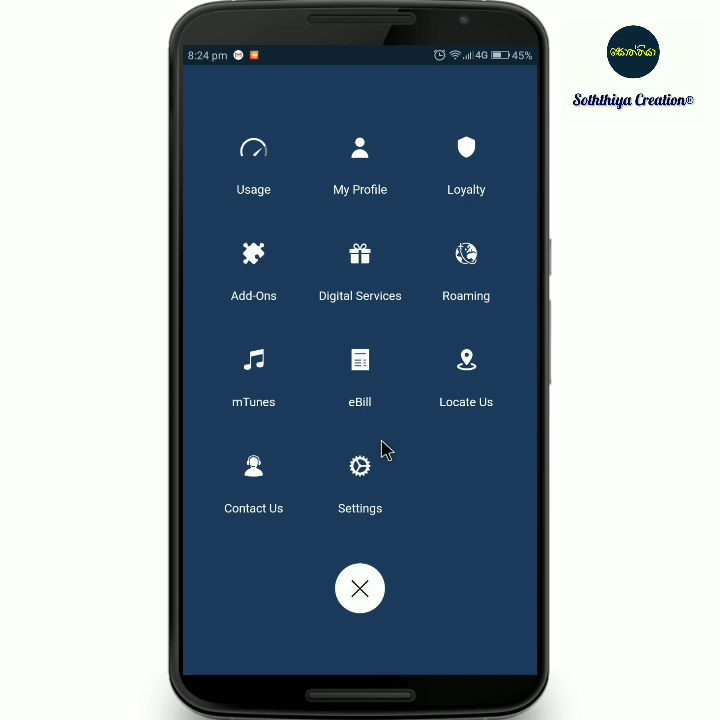 8:24 pm
4G
45%
සොත්තියා
Soththiya Creation®
Usage
My Profile
Loyalty
Add-Ons
Digital Services
Roaming
mTunes
eBill
Locate Us
Contact Us
Settings